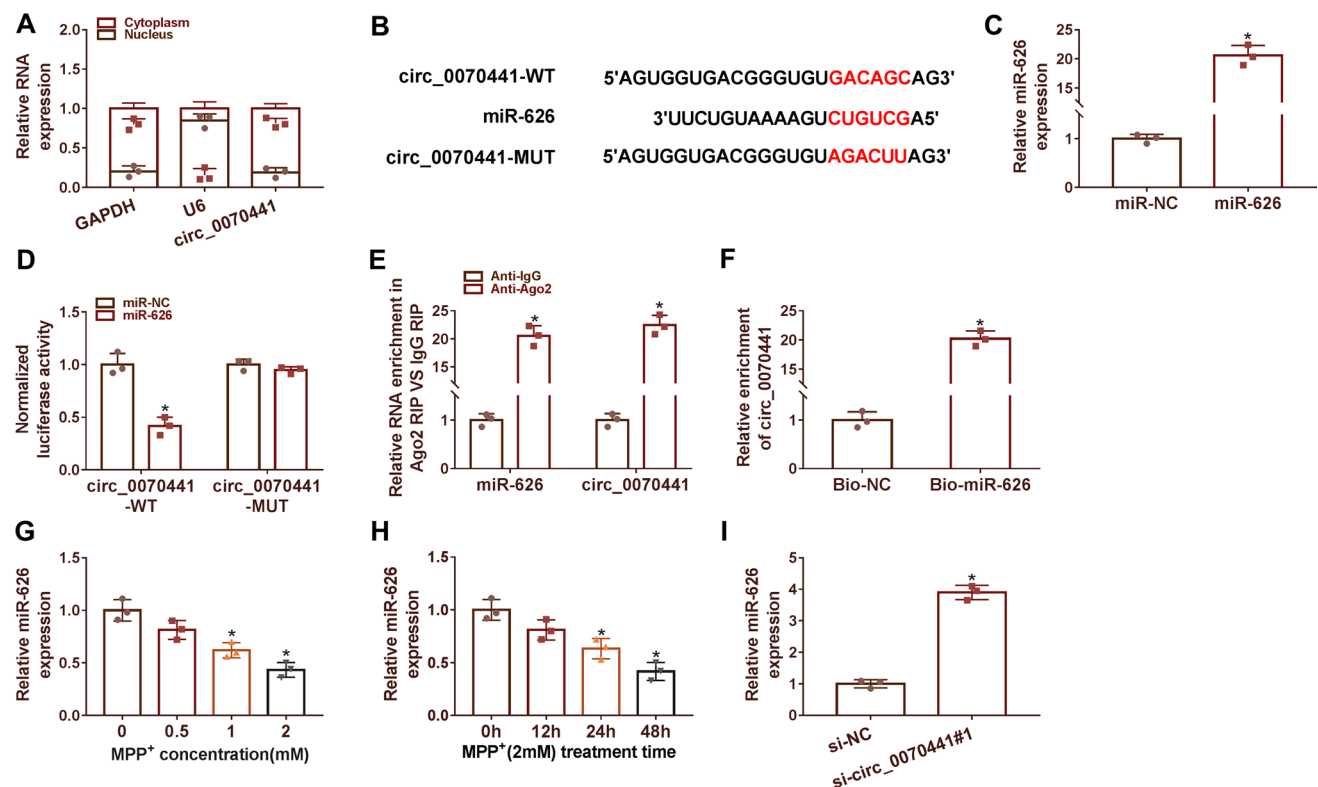 A
Cytoplasm
Nucleus
Relative RNA
expression
2.0
1.5
1.0
0.5
0.0
GAPDH
U6
circ_0070441
B
circ_0070441-WT 5'AGUGGUGACGGGUGUGACAGCAG3'
miR-626 3'UUCUGUAAAAGUCUGUCGA5'
circ_0070441-MUT 5'AGUGGUGACGGGUGUAGACUUAG3'
C
Relative miR-626
expression
25
20
15
1
0
*
miR-NC miR-626
D
miR-NC
miR-626
Normalized
luciferase activity
1.5
1.0
0.5
0.0
*
circ_0070441
-WT
circ_0070441
-MUT
E
Anti-IgG
Anti-Ago2
Relative RNA enrichment in
Ago2 RIP VS IgG RIP
25
20
15
1
0
* *
miR-626 circ_0070441
F
Relative enrichment
of circ_0070441
25
20
15
1
0
*
Bio-NC Bio-miR-626
G
Relative miR-626
expression
1.5
1.0
0.5
0.0
* *
0 0.5 1 2
MPP+ concentration(mM)
H
Relative miR-626
expression
1.5
1.0
0.5
0.0
* *
0h 12h 24h 48h
MPP+(2mM) treatment time
I
Relative miR-626
expression
5
4
3
2
1
0
*
si-NC
si-circ_0070441#1